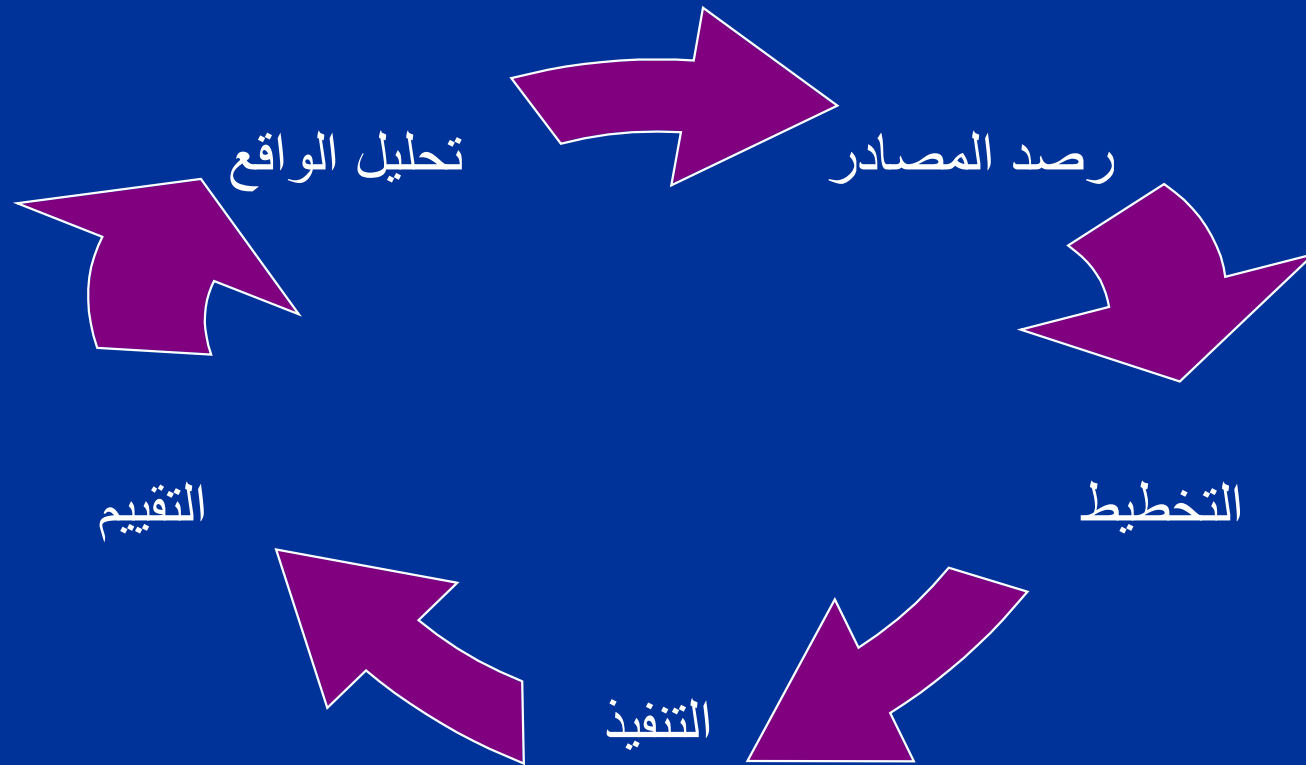 تحليل الواقع
رصد المصادر
التخطيط
التنفيذ
التقييم